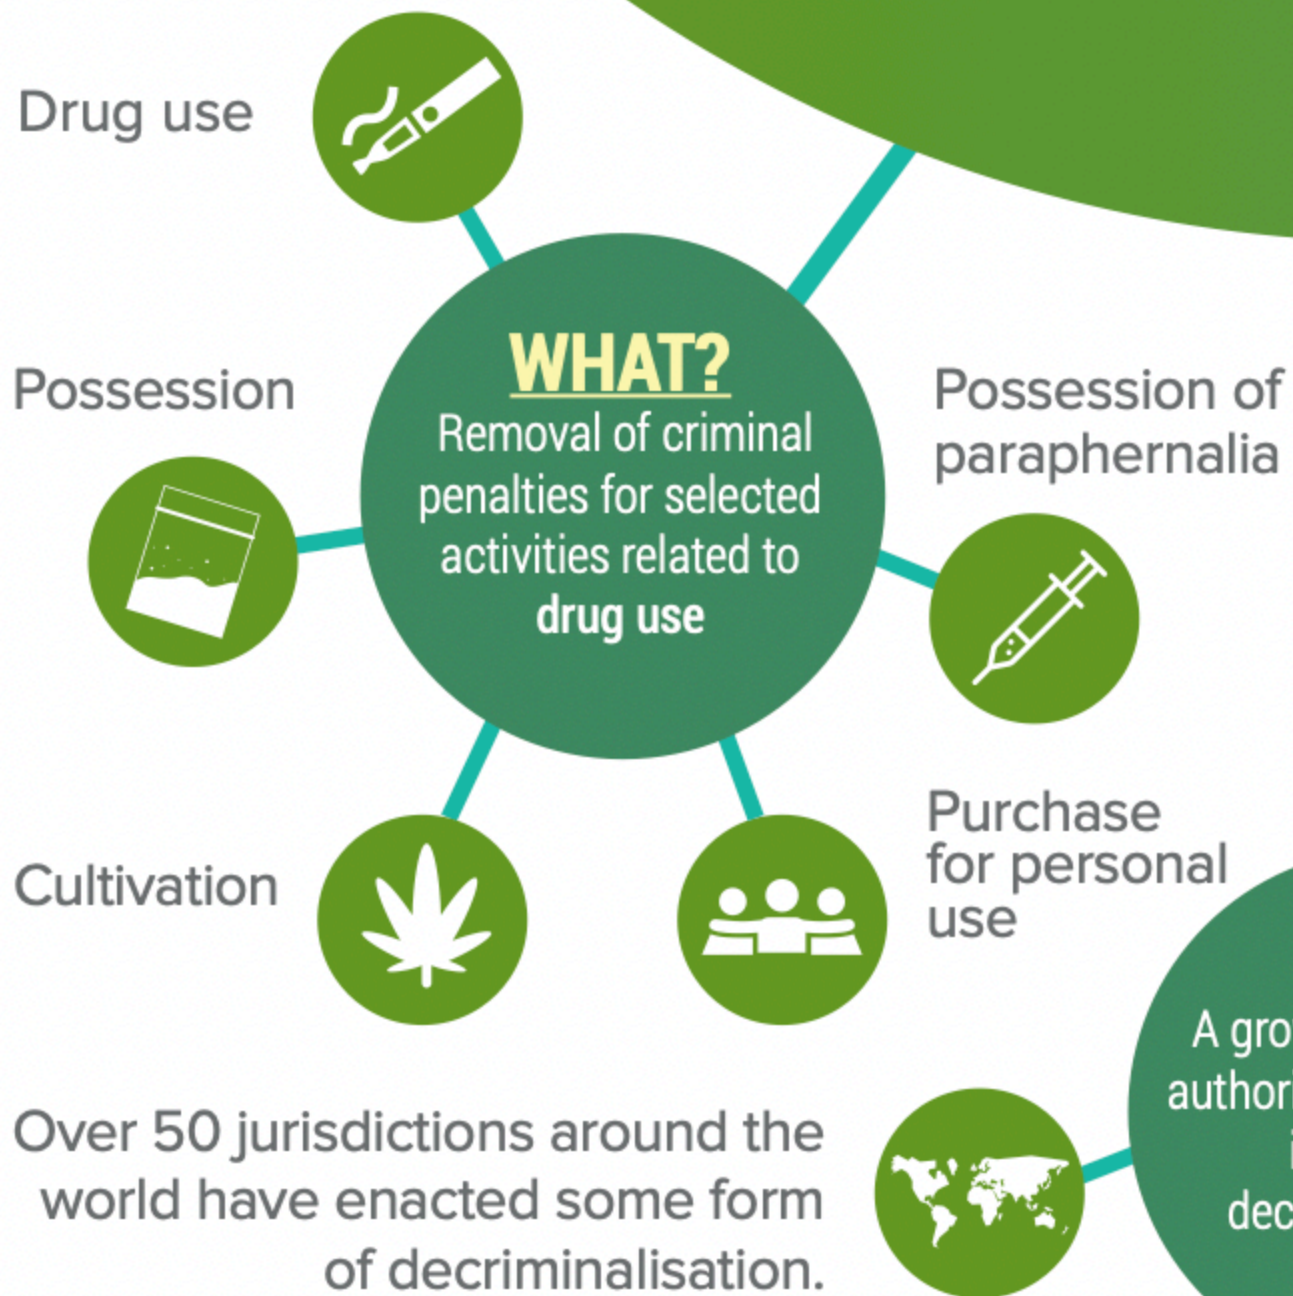 Drug use
WHAT?
Removal of criminal
penalties for selected
activities related to
drug use
Possession
Possession of
paraphernalia
Cultivation
Purchase
for personal
use
Over 50 jurisdictions around the
world have enacted some form
of decriminalisation.
A